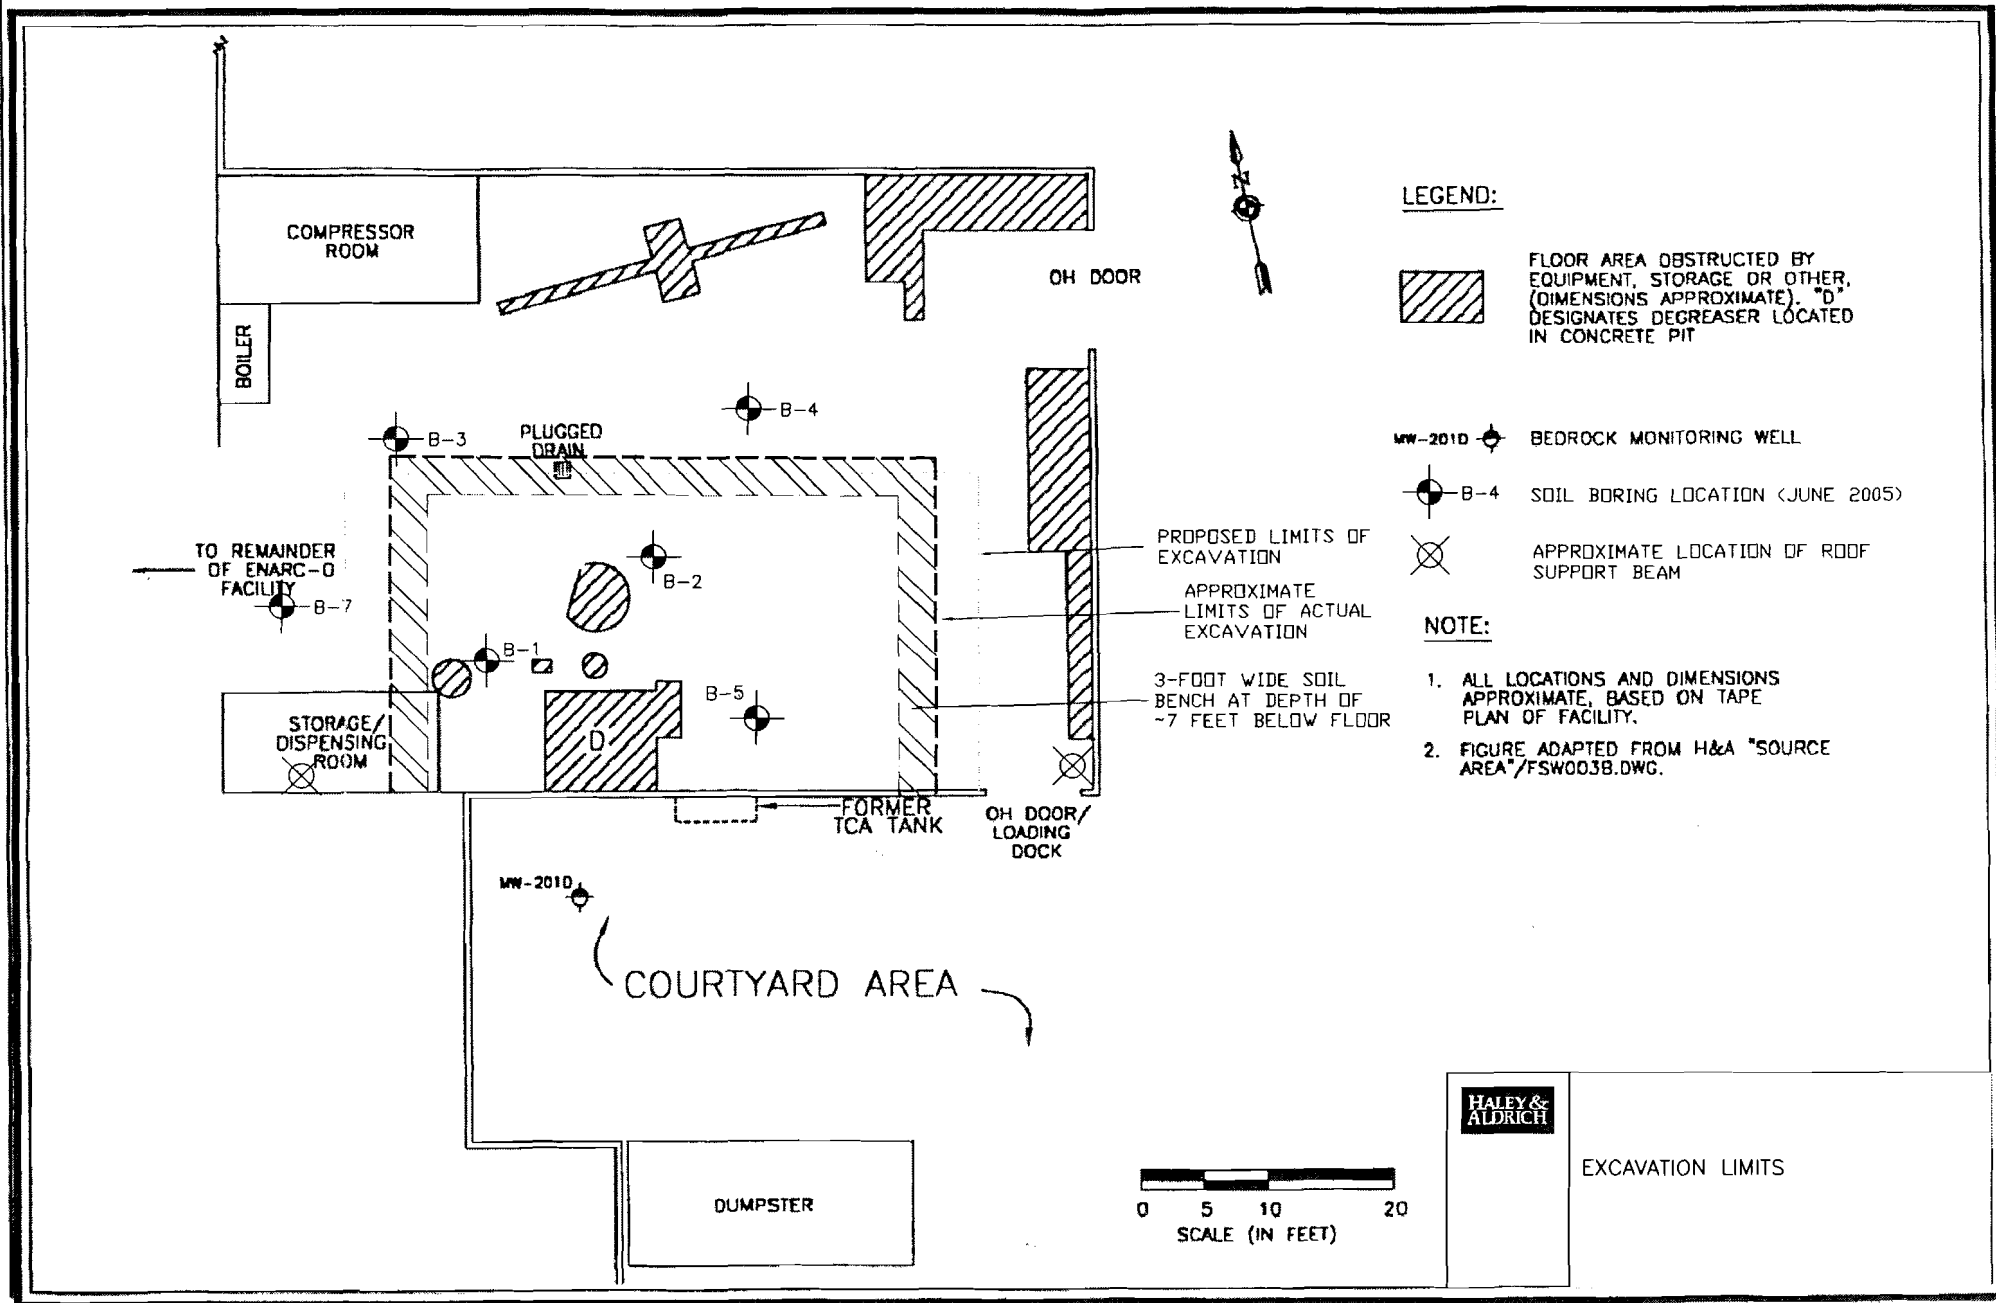 COMPRESSOR
ROOM
BOILER
OH DOOR
N
B-4
B-3
PLUGGED
DRAIN
TO REMAINDER
OF ENARC-O
FACILITY
B-7
B-2
B-1
B-5
D
STORAGE/
DISPENSING
ROOM
FORMER
TCA TANK
OH DOOR/
LOADING
DOCK
PROPOSED LIMITS OF
EXCAVATION
APPROXIMATE
LIMITS OF ACTUAL
EXCAVATION
3-FOOT WIDE SOIL
BENCH AT DEPTH OF
~7 FEET BELOW FLOOR
MW-201D
COURTYARD AREA
DUMPSTER
LEGEND:
FLOOR AREA OBSTRUCTED BY
EQUIPMENT, STORAGE OR OTHER,
(DIMENSIONS APPROXIMATE). "D"
DESIGNATES DEGREASER LOCATED
IN CONCRETE PIT
MW-201D BEDROCK MONITORING WELL
B-4 SOIL BORING LOCATION (JUNE 2005)
APPROXIMATE LOCATION OF ROOF
SUPPORT BEAM
NOTE:
1. ALL LOCATIONS AND DIMENSIONS
APPROXIMATE, BASED ON TAPE
PLAN OF FACILITY.
2. FIGURE ADAPTED FROM H&A "SOURCE
AREA"/FSW003B.DWG.
0 5 10 20
SCALE (IN FEET)
HALEY &
ALDRICH
EXCAVATION LIMITS